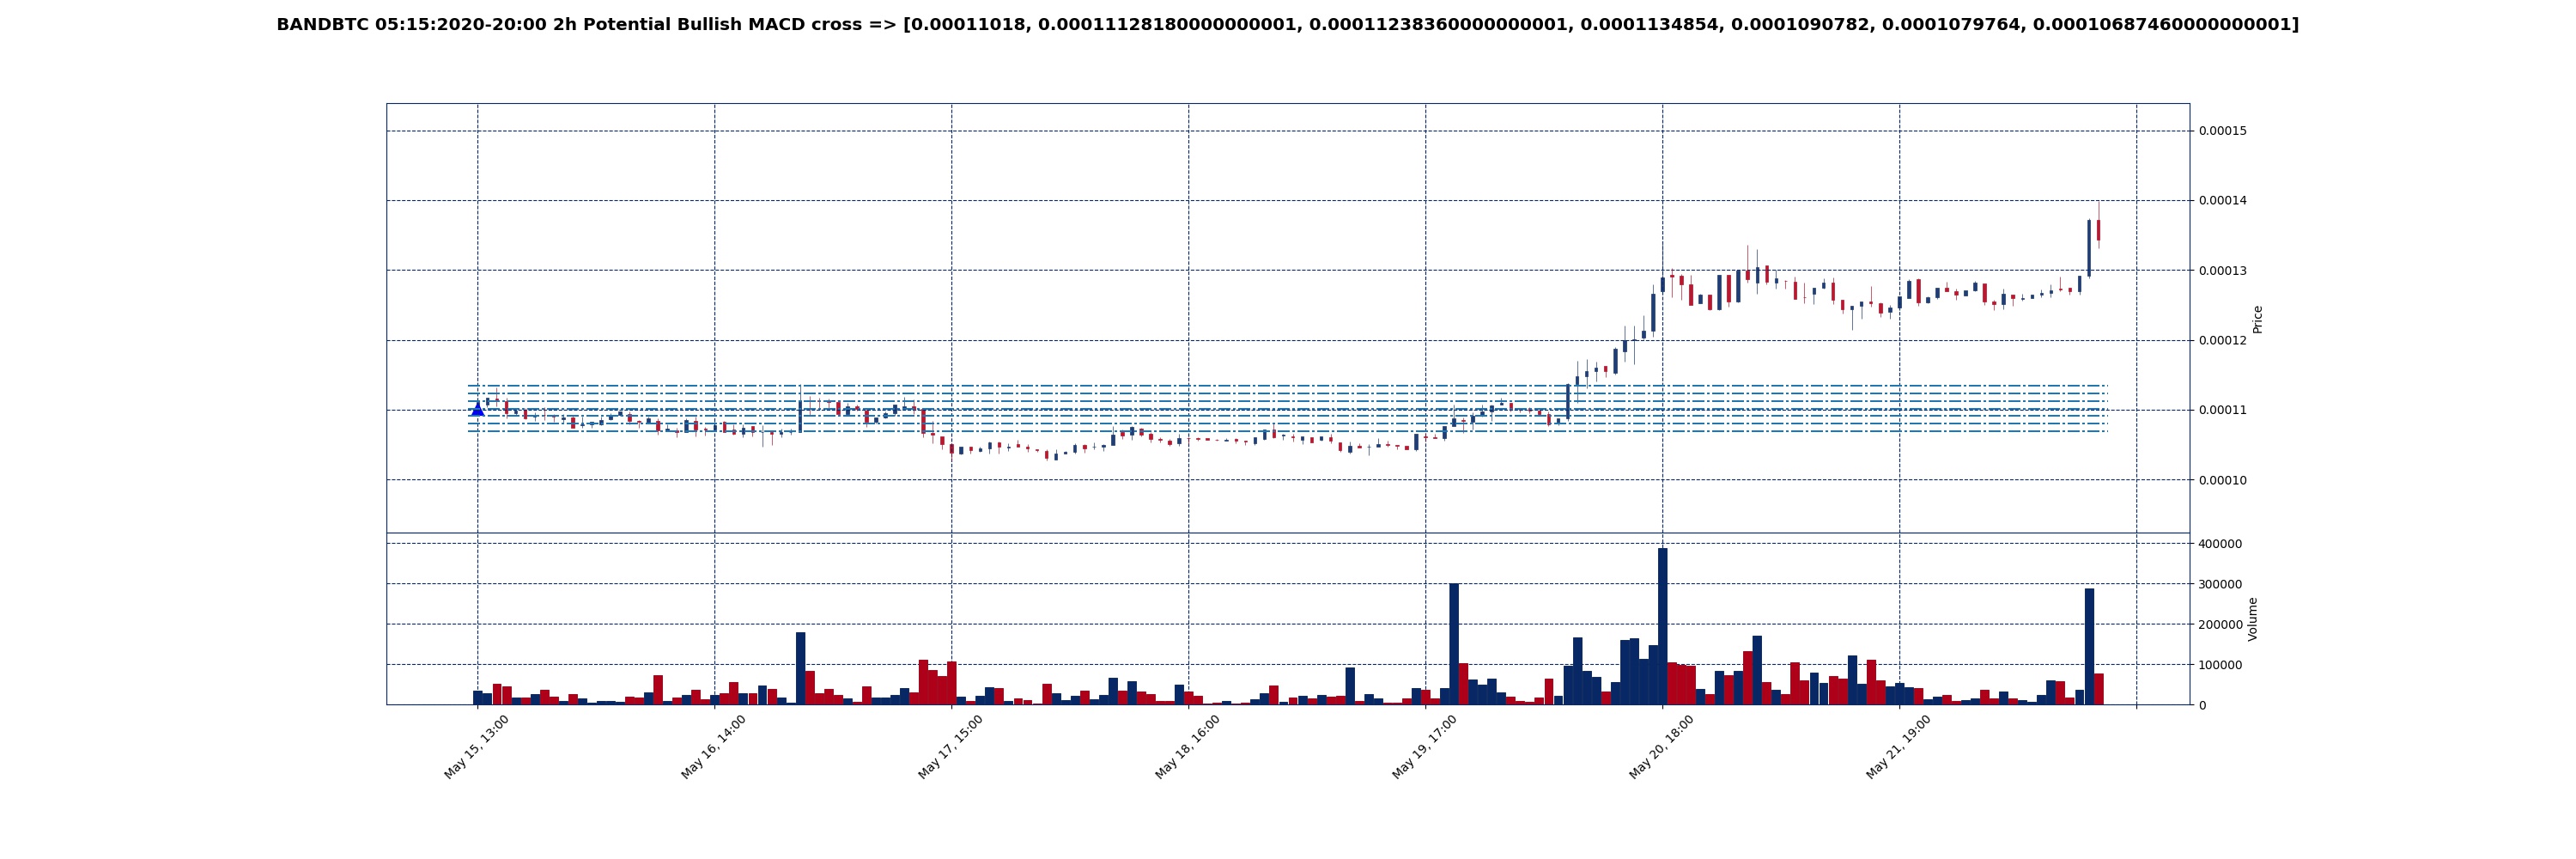 BANDBTC 05:15:2020-20:00 2h Potential Bullish MACD cross => [0.00011018, 0.00011128180000000001, 0.00011238360000000001, 0.0001134854, 0.0001090782, 0.0001079764, 0.00010687460000000001]
0.00015
0.00014
0.00013
0.00012
0.00011
0.00010
Price
400000
300000
200000
100000
0
Volume
May 15, 13:00
May 16, 14:00
May 17, 15:00
May 18, 16:00
May 19, 17:00
May 20, 18:00
May 21, 19:00